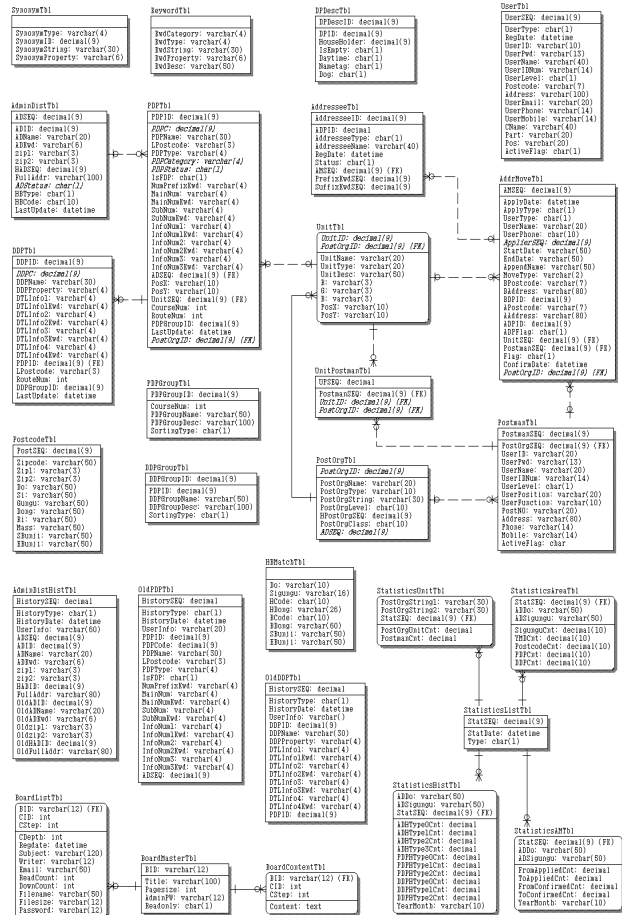 SynonymTbl
SynonymType: varchar(4)
SynonymID: decimal(9)
SynonymString: varchar(30)
SynonymProperty: varchar(6)
KeywordTbl
KwdCategory: varchar(4)
KwdType: varchar(4)
KwdString: varchar(30)
KwdProperty: varchar(6)
KwdDesc: varchar(50)
DPDescTbl
DPDescID: decimal(9)
DPID: decimal(9)
HouseHolder: decimal(9)
IsEmpty: char(1)
Daytime: char(1)
Nametag: char(1)
Dog: char(1)
UserTbl
UserSEQ: decimal(9)
UserType: char(1)
RegDate: datetime
UserID: varchar(10)
UserPwd: varchar(13)
UserName: varchar(40)
UserIDNum: varchar(14)
UserLevel: char(1)
Postcode: varchar(7)
Address: varchar(100)
UserEmail: varchar(20)
UserPhone: varchar(12)
UserMobile: varchar(14)
CName: varchar(40)
Part: varchar(20)
Pos: varchar(20)
ActiveFlag: char(1)
AdminDistTbl
ADSEQ: decimal(9)
ADID: decimal(9)
ADName: varchar(20)
ADKwd: varchar(6)
zip1: varchar(3)
zip2: varchar(3)
HADSEQ: decimal(9)
FullAddr: varchar(100)
ADStatus: char(1)
HBType: char(1)
HBCode: char(10)
LastUpdate: datetime
PDPTbl
PDPID: decimal(9)
PDPC: decimal(9)
PDPName: varchar(30)
LPostcode: varchar(3)
PDPType: varchar(4)
PDPCategory: varchar(4)
PDPStatus: char(1)
IsFDP: char(1)
NumPrefixKwd: varchar(4)
MainNum: varchar(4)
MainNumKwd: varchar(4)
SubNum: varchar(4)
SubNumKwd: varchar(4)
InfoNum1: varchar(4)
InfoNum1Kwd: varchar(4)
InfoNum2: varchar(4)
InfoNum2Kwd: varchar(4)
InfoNum3: varchar(4)
InfoNum3Kwd: varchar(4)
ADSEQ: decimal(9) (FK)
PosX: varchar(10)
PosY: varchar(10)
UnitSEQ: decimal(9) (FK)
CourseNum: int
RouteNum: int
PDPGroupID: decimal(9)
LastUpdate: datetime
PostOrgID: decimal(9) (FK)
AddresseeTbl
AddresseeID: decimal(9)
ADPID: decimal
AddresseeType: char(1)
AddresseeName: varchar(40)
RegDate: datetime
Status: char(1)
AMSEQ: decimal(9) (FK)
PrefixKwdSEQ: decimal(9)
SuffixKwdSEQ: decimal(9)
AddrMoveTbl
AMSEQ: decimal(9)
ApplyDate: datetime
ApplyType: char(1)
UserType: char(1)
UserName: varchar(20)
UserPhone: char(10)
ApplierSEQ: decimal(9)
StartDate: varchar(50)
EndDate: varchar(50)
AppendName: varchar(50)
MoveType: varchar(2)
BPostcode: varchar(7)
BAddress: varchar(80)
BDPID: decimal(9)
APostcode: varchar(7)
AAddress: varchar(80)
ADPID: decimal(9)
ADPFlag: char(1)
UnitSEQ: decimal(9) (FK)
PostmanSEQ: decimal(9) (FK)
Flag: char(1)
ConfirmDate: datetime
PostOrgID: decimal(9) (FK)
DDPTbl
DDPID: decimal(9)
DDPC: decimal(9)
DDPName: varchar(30)
DDPProperty: varchar(4)
DTLInfo1: varchar(4)
DTLInfo1Kwd: varchar(4)
DTLInfo2: varchar(4)
DTLInfo2Kwd: varchar(4)
DTLInfo3: varchar(4)
DTLInfo3Kwd: varchar(4)
DTLInfo4: varchar(4)
DTLInfo4Kwd: varchar(4)
PDPID: decimal(9) (FK)
LPostcode: varchar(3)
RouteNum: int
DDPGroupID: decimal(9)
LastUpdate: datetime
UnitTbl
UnitID: decimal(9)
PostOrgID: decimal(9) (FK)
UnitName: varchar(20)
UnitType: varchar(20)
UnitDesc: varchar(50)
R: varchar(3)
G: varchar(3)
B: varchar(3)
PosX: varchar(10)
PosY: varchar(10)
PDPGroupTbl
PDPGroupID: decimal(9)
CourseNum: int
PDPGroupName: varchar(50)
PDPGroupDesc: varchar(100)
SortingType: char(1)
UnitPostmanTbl
UPSEQ: decimal
PostmanSEQ: decimal(9) (FK)
UnitID: decimal(9) (FK)
PostOrgID: decimal(9) (FK)
PostmanTbl
PostmanSEQ: decimal(9)
PostOrgSEQ: decimal(9) (FK)
UserID: varchar(20)
UserPwd: varchar(13)
UserName: varchar(20)
UserIDNum: varchar(14)
UserLevel: char(1)
UserPosition: varchar(20)
UserFunction: varchar(10)
PostNO: varchar(20)
Address: varchar(80)
Phone: varchar(14)
Mobile: varchar(14)
ActiveFlag: char
PostcodeTbl
PostSEQ: decimal(9)
Zipcode: varchar(50)
Zip1: varchar(3)
Zip2: varchar(3)
Do: varchar(50)
Si: varchar(50)
Gungu: varchar(50)
Dong: varchar(50)
Ri: varchar(50)
Mass: varchar(50)
SBunji: varchar(50)
EBunji: varchar(50)
DDPGroupTbl
DDPGroupID: decimal(9)
PDPID: decimal(9)
DDPGroupName: varchar(50)
DDPGroupDesc: varchar(100)
SortingType: char(1)
PostOrgTbl
PostOrgID: decimal(9)
PostOrgName: varchar(20)
PostOrgType: varchar(10)
PostOrgString: varchar(30)
PostOrgLevel: char(10)
HPostOrgSEQ: decimal(9)
PostOrgClass: char(10)
ADSEQ: decimal(9)
AdminDistHistTbl
HistorySEQ: decimal
HistoryType: char(1)
HistoryDate: datetime
UserInfo: varchar(60)
ADSEQ: decimal(9)
ADID: decimal(9)
ADName: varchar(20)
ADKwd: varchar(6)
zip1: varchar(3)
zip2: varchar(3)
HADID: decimal(9)
FullAddr: varchar(80)
OldADID: decimal(9)
OldADName: varchar(20)
OldADKwd: varchar(6)
Oldzip1: varchar(3)
Oldzip2: varchar(3)
OldHADID: decimal(9)
OldFullAddr: varchar(80)
OldPDPTbl
HistorySEQ: decimal
HistoryType: char(1)
HistoryDate: datetime
UserInfo: varchar(20)
PDPID: decimal(9)
PDPCode: decimal(9)
PDPName: varchar(30)
LPostcode: varchar(3)
PDPType: varchar(4)
IsFDP: char(1)
NumPrefixKwd: varchar(4)
MainNum: varchar(4)
MainNumKwd: varchar(4)
SubNum: varchar(4)
SubNumKwd: varchar(4)
InfoNum1: varchar(4)
InfoNum1Kwd: varchar(4)
InfoNum2: varchar(4)
InfoNum2Kwd: varchar(4)
InfoNum3: varchar(4)
InfoNum3Kwd: varchar(4)
ADSEQ: decimal(9)
HBMatchTbl
Do: varchar(10)
Sigungu: varchar(16)
HCode: char(10)
HDong: varchar(26)
BCode: char(10)
BDong: varchar(60)
SBunji: varchar(50)
EBunji: varchar(50)
OldDDPTbl
HistorySEQ: decimal
HistoryType: char(1)
HistoryDate: datetime
UserInfo: varchar()
DDPID: decimal(9)
DDPName: varchar(30)
DDPProperty: varchar(4)
DTLInfo1: varchar(4)
DTLInfo1Kwd: varchar(4)
DTLInfo2: varchar(4)
DTLInfo2Kwd: varchar(4)
DTLInfo3: varchar(4)
DTLInfo3Kwd: varchar(4)
DTLInfo4: varchar(4)
DTLInfo4Kwd: varchar(4)
PDPID: decimal(9)
StatisticsUnitTbl
PostOrgString1: varchar(30)
PostOrgString2: varchar(30)
StatSEQ: decimal(9) (FK)
PostOrgUnitCnt: decimal
PostmanCnt: decimal
StatisticsAreaTbl
StatSEQ: decimal(9) (FK)
ADDo: varchar(50)
ADSigungu: varchar(50)
SigunguCnt: decimal(10)
YMDCnt: decimal(10)
PostcodeCnt: decimal(10)
PDPCnt: decimal(10)
DDPCnt: decimal(10)
StatisticsListTbl
StatSEQ: decimal(9)
StatDate: datetime
Type: char(1)
StatisticsHistTbl
ADDo: varchar(50)
ADSigungu: varchar(50)
StatSEQ: decimal(9) (FK)
ADHType0Cnt: decimal
ADHType1Cnt: decimal
ADHType2Cnt: decimal
ADHType3Cnt: decimal
PDPHType0Cnt: decimal
PDPHType1Cnt: decimal
PDPHType2Cnt: decimal
DDPHType0Cnt: decimal
DDPHType1Cnt: decimal
DDPHType2Cnt: decimal
YearMonth: varchar(10)
StatisticsAMTbl
StatSEQ: decimal(9) (FK)
ADDo: varchar(50)
ADSigungu: varchar(50)
FromAppliedCnt: decimal
ToAppliedCnt: decimal
FromConfirmedCnt: decimal
ToConfirmedCnt: decimal
YearMonth: varchar(10)
BoardListTbl
BID: varchar(12) (FK)
CID: int
CStep: int
CDepth: int
Regdate: datetime
Subject: varchar(120)
Writer: varchar(12)
Email: varchar(50)
ReadCount: int
DownCount: int
Filename: varchar(50)
Filesize: varchar(12)
Password: varchar(12)
BoardMasterTbl
BID: varchar(12)
Title: varchar(100)
Pagesize: int
AdminPW: varchar(12)
Readonly: char(1)
BoardContentTbl
BID: varchar(12) (FK)
CID: int
CStep: int
Content: text